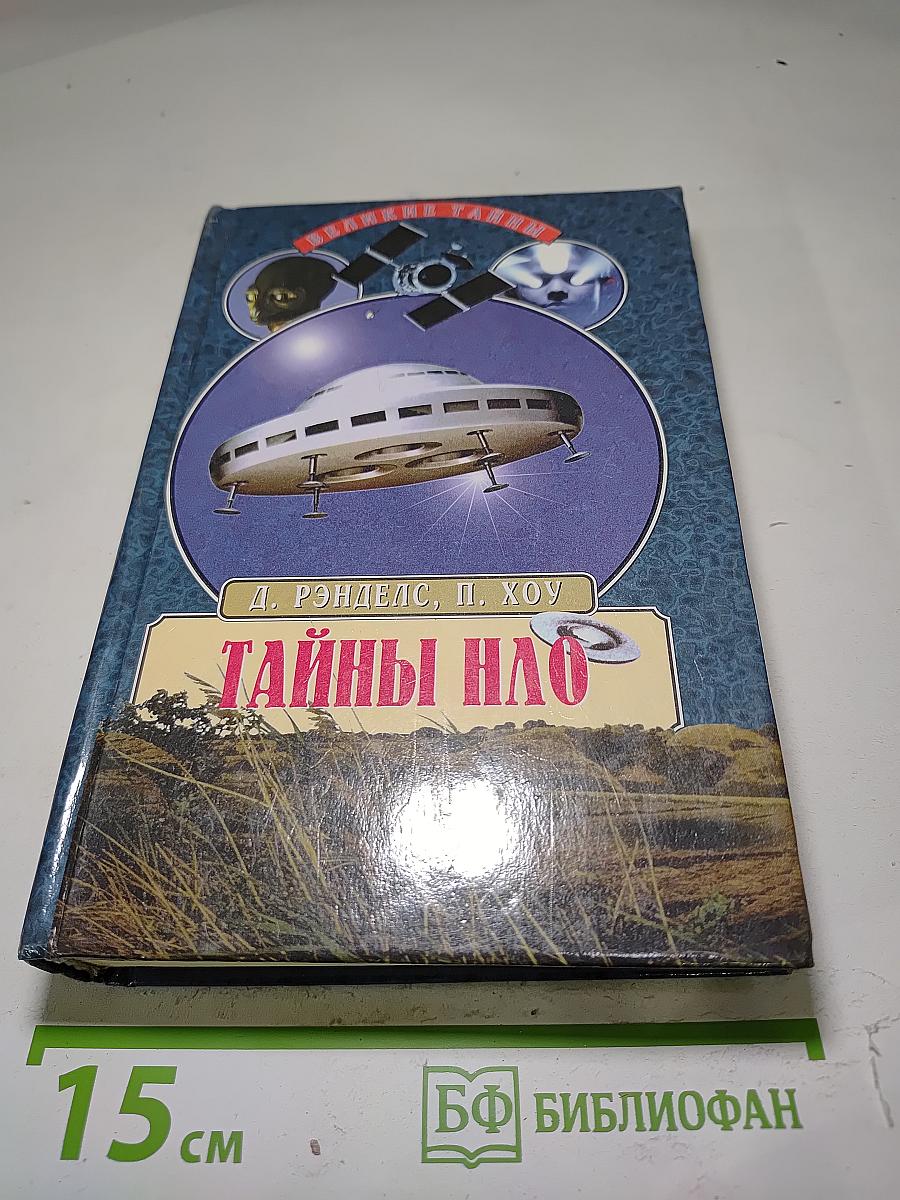 ВЕЛИКИЕ ТАЙНЫ
Д. РЭНДЕЛС, П. ХОУ
ТАЙНЫ НЛО
15 см
БФ БИБЛИОФАН